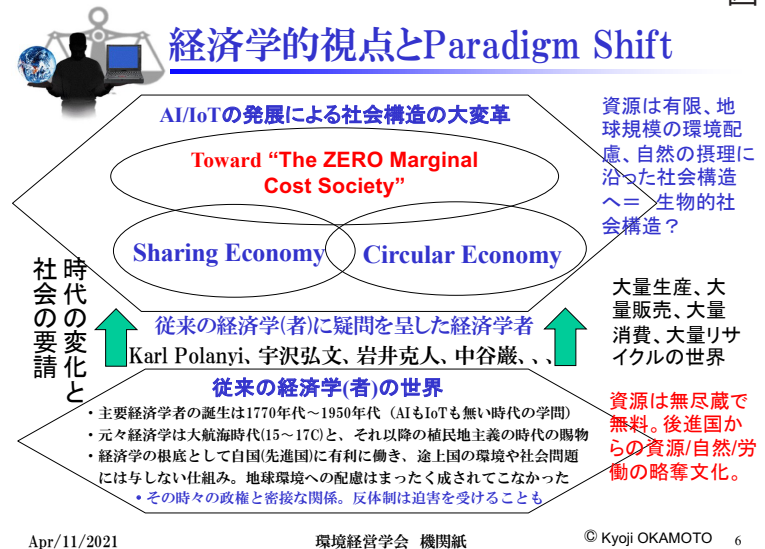 経済学的視点とParadigm Shift
AI/IoTの発展による社会構造の大変革
Toward “The ZERO Marginal
Cost Society”
Sharing Economy
Circular Economy
資源は有限、地
球規模の環境配
慮、自然の摂理に
沿った社会構造
へ＝ 生物的社
会構造？
時代の変化と
社会の要請
従来の経済学(者)に疑問を呈した経済学者
Karl Polanyi、宇沢弘文、岩井克人、中谷巌、、、
大量生産、大
量販売、大量
消費、大量リサ
イクルの世界
従来の経済学(者)の世界
・主要経済学者の誕生は1770年代～1950年代（AIもIoTも無い時代の学問）
・元々経済学は大航海時代(15～17C)と、それ以降の植民地主義の時代の賜物
・経済学の根底として自国(先進国)に有利に働き、途上国の環境や社会問題
には与しない仕組み。地球環境への配慮はまったく成されてこなかった
・その時々の政権と密接な関係。反体制は迫害を受けることも
資源は無尽蔵で
無料。後進国か
らの資源/自然/労
働の略奪文化。
Apr/11/2021
環境経営学会 機関紙
© Kyoji OKAMOTO
6